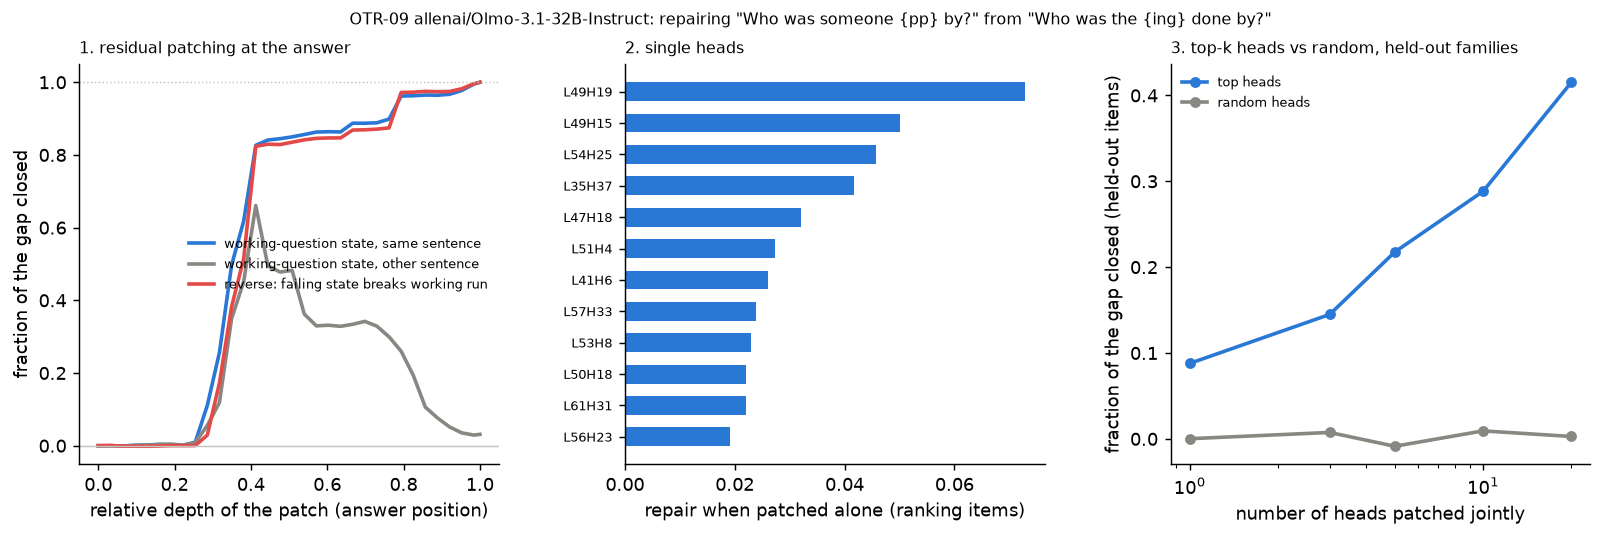 OTR-09 allenai/Olmo-3.1-32B-Instruct: repairing "Who was someone {pp} by?" from "Who was the {ing} done by?"
1. residual patching at the answer
fraction of the gap closed
1.0
0.8
0.6
0.4
0.2
0.0
working-question state, same sentence
working-question state, other sentence
reverse: failing state breaks working run
0.0 0.2 0.4 0.6 0.8 1.0
relative depth of the patch (answer position)
2. single heads
L49H19
L49H15
L54H25
L35H37
L47H18
L51H4
L41H6
L57H33
L53H8
L50H18
L61H31
L56H23
0.00 0.02 0.04 0.06
repair when patched alone (ranking items)
3. top-k heads vs random, held-out families
fraction of the gap closed (held-out items)
top heads
random heads
0.4
0.3
0.2
0.1
0.0
10⁰ 10¹
number of heads patched jointly